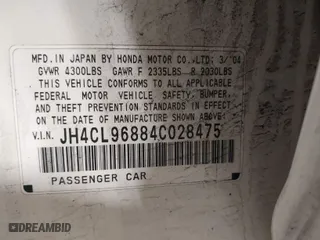 MFD. IN JAPAN BY HONDA MOTOR CO., LTD. 3/'04
GVWR 4300LBS GAWR F 2335LBS R 2030LBS
THIS VEHICLE CONFORMS TO ALL APPLICABLE
FEDERAL MOTOR VEHICLE SAFETY, BUMPER,
AND THEFT PREVENTION STANDARDS IN EFFECT
ON THE DATE OF MANUFACTURE SHOWN ABOVE.
V.I.N. JH4CL96884C028475
PASSENGER CAR
DREAMBID